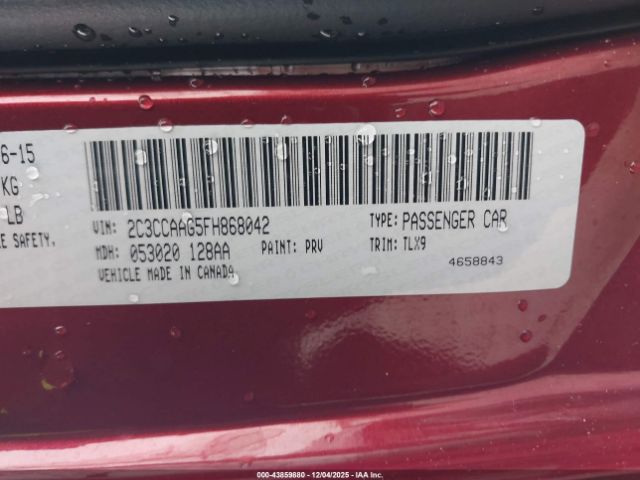 6-15
KG
LB
E SAFETY.
VIN: 2C3CCAAG5FH868042
TYPE: PASSENGER CAR
MDH: 053020 128AA
PAINT: PRV
TRIM: TLX9
VEHICLE MADE IN CANADA
4658843
000-43859880 | 12/04/2025 - IAA Inc.